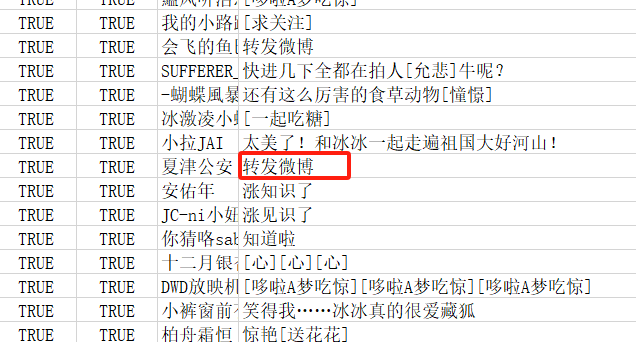 TRUE TRUE [哆啦A梦吃惊]
TRUE TRUE 我的小路 [求关注]
TRUE TRUE 会飞的鱼 转发微博
TRUE TRUE SUFFERER_ 快进几下全都在拍人[允悲]牛呢?
TRUE TRUE -蝴蝶風暴 还有这么厉害的食草动物[憧憬]
TRUE TRUE 冰激凌小 [一起吃糖]
TRUE TRUE 小拉JAI 太美了!和冰冰一起走遍祖国大好河山!
TRUE TRUE 夏津公安 转发微博
TRUE TRUE 安佑年 涨知识了
TRUE TRUE JC-ni小妞 涨见识了
TRUE TRUE 你猜咯sab 知道啦
TRUE TRUE 十二月银 [心][心][心]
TRUE TRUE DWD放映机 [哆啦A梦吃惊][哆啦A梦吃惊][哆啦A梦吃惊]
TRUE TRUE 小裤窗前 笑得我……冰冰真的很爱藏狐
TRUE TRUE 柏舟霜恒 惊艳[送花花]